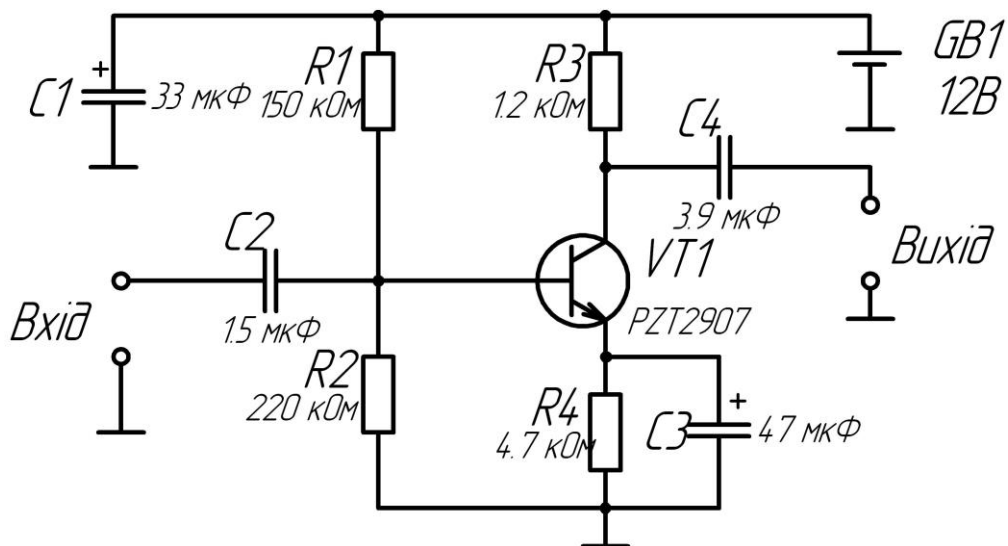 C1
+
33 мкФ
R1
150 кОм
R3
1.2 кОм
GB1
12В
C4
3.9 мкФ
C2
1.5 мкФ
VT1
PZT2907
Вхід
Вихід
R2
220 кОм
R4
4.7 кОм
C3
+
47 мкФ